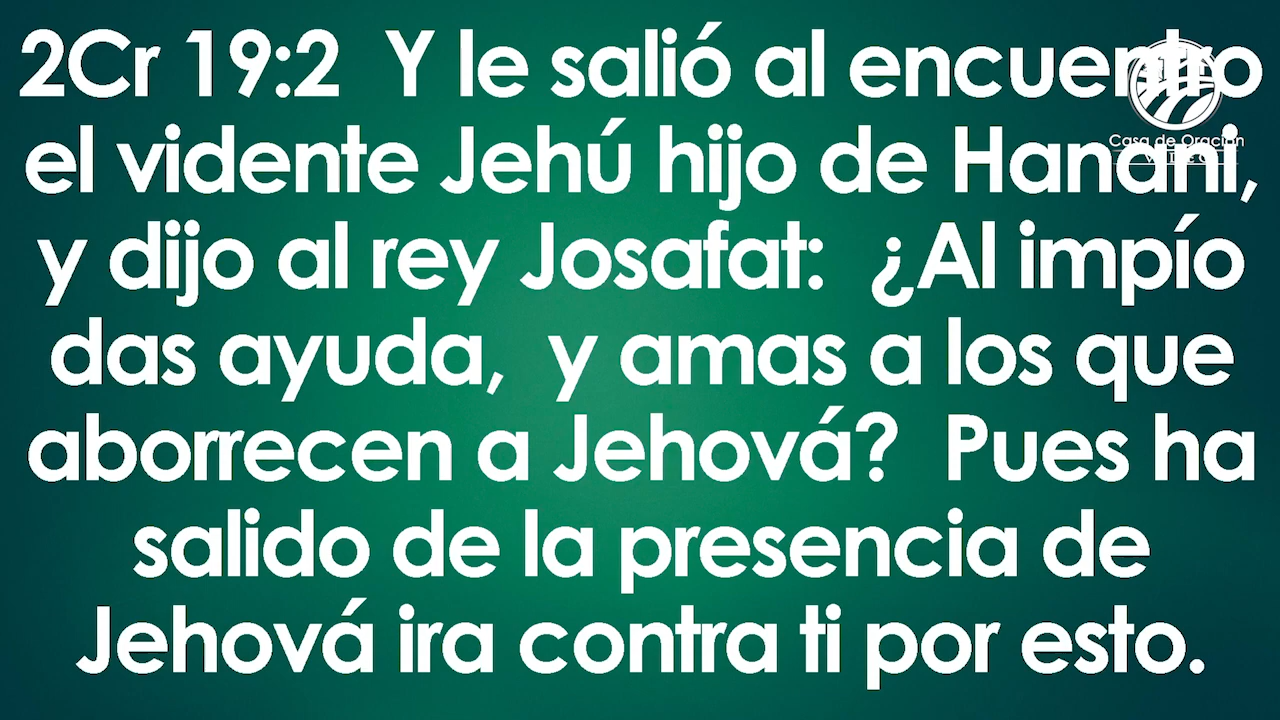 2Cr 19:2 Y le salió al encuentro
el vidente Jehú hijo de Hanani,
y dijo al rey Josafat: ¿Al impío
das ayuda, y amas a los que
aborrecen a Jehová? Pues ha
salido de la presencia de
Jehová ira contra ti por esto.
Casa de Oración